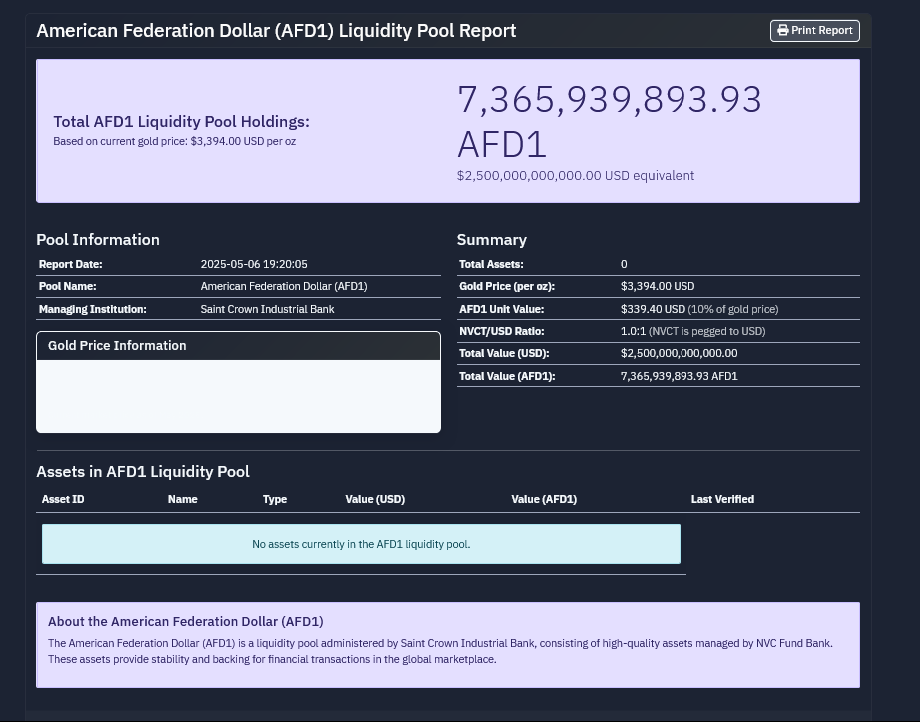 American Federation Dollar (AFD1) Liquidity Pool Report
Print Report
Total AFD1 Liquidity Pool Holdings:
Based on current gold price: $3,394.00 USD per oz
7,365,939,893.93
AFD1
$2,500,000,000,000.00 USD equivalent
Pool Information
Report Date: 2025-05-06 19:20:05
Pool Name: American Federation Dollar (AFD1)
Managing Institution: Saint Crown Industrial Bank
Gold Price Information
Summary
Total Assets: 0
Gold Price (per oz): $3,394.00 USD
AFD1 Unit Value: $339.40 USD (10% of gold price)
NVCT/USD Ratio: 1.0:1 (NVCT is pegged to USD)
Total Value (USD): $2,500,000,000,000.00
Total Value (AFD1): 7,365,939,893.93 AFD1
Assets in AFD1 Liquidity Pool
Asset ID Name Type Value (USD) Value (AFD1) Last Verified
No assets currently in the AFD1 liquidity pool.
About the American Federation Dollar (AFD1)
The American Federation Dollar (AFD1) is a liquidity pool administered by Saint Crown Industrial Bank, consisting of high-quality assets managed by NVC Fund Bank.
These assets provide stability and backing for financial transactions in the global marketplace.